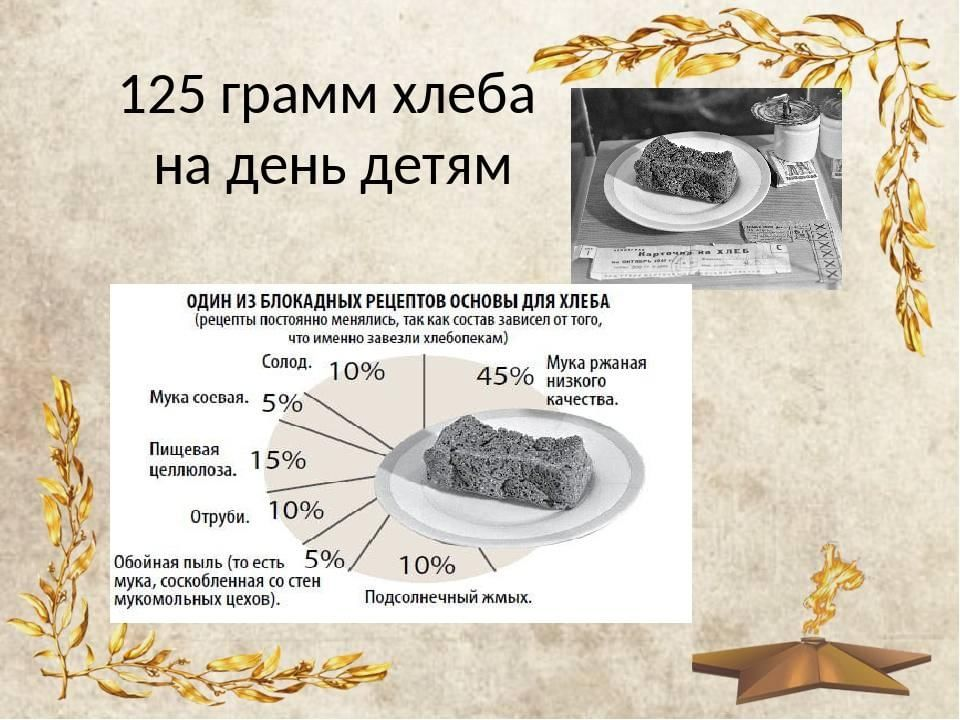 125 грамм хлеба
на день детям
Карточка на ХЛЕБ
С
ОДИН ИЗ БЛОКАДНЫХ РЕЦЕПТОВ ОСНОВЫ ДЛЯ ХЛЕБА
(рецепты постоянно менялись, так как состав зависел от того,
что именно завезли хлебопекам)
Солод. 10%
45% Мука ржаная
низкого
качества.
Мука соевая. 5%
Пищевая
целлюлоза. 15%
Отруби. 10%
Обойная пыль (то есть 5%
мука, соскобленная со стен
мукомольных цехов).
10%
Подсолнечный жмых.